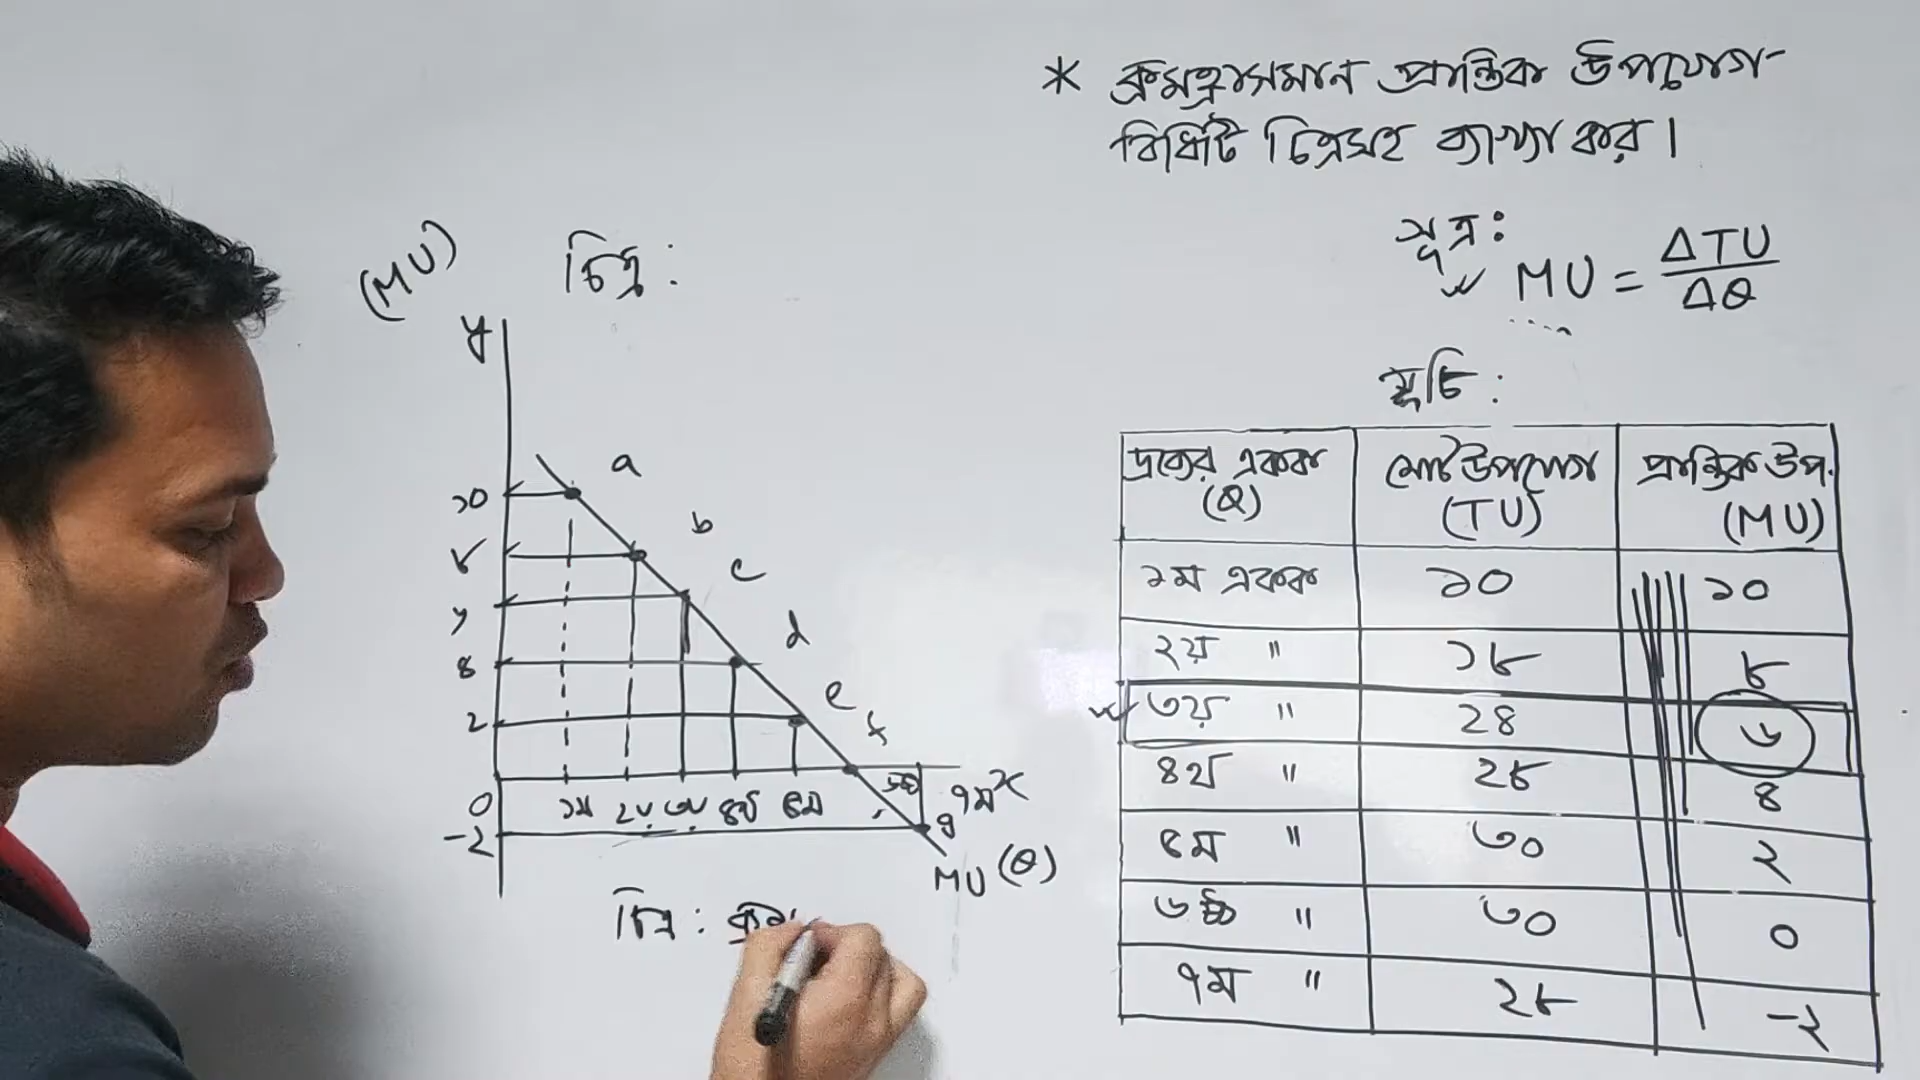 * ক্রমহ্রাসমান প্রান্তিক উপযোগ
বিধিটি চিত্রসহ ব্যাখ্যা কর।
সূত্র:
MU = ΔTU / ΔQ
সূচি:
দ্রব্যের একক (Q) মোট উপযোগ (TU) প্রান্তিক উপ. (MU)
১ম একক ১০ ১০
২য় " ১৮ ৮
৩য় " ২৪ ৬
৪র্থ " ২৮ ৪
৫ম " ৩০ ২
৬ষ্ঠ " ৩০ ০
৭ম " ২৮ -২
চিত্র:
(MU)
y
a
১০
b
৮
c
৬
d
৪
e
২
f
০ ১ম ২য় ৩য় ৪র্থ ৫ম ৬ষ্ঠ ৭ম x
-২
g
MU (Q)
চিত্র: